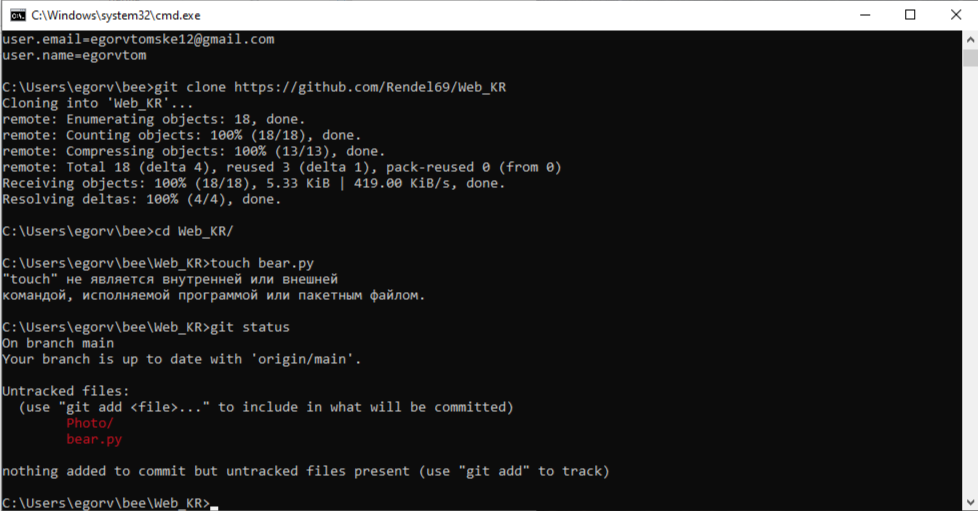 C:\Windows\system32\cmd.exe
user.email=egorvtomske12@gmail.com
user.name=egorvtom
C:\Users\egorv\bee>git clone https://github.com/Rendel69/Web_KR
Cloning into 'Web_KR'...
remote: Enumerating objects: 18, done.
remote: Counting objects: 100% (18/18), done.
remote: Compressing objects: 100% (13/13), done.
remote: Total 18 (delta 4), reused 3 (delta 1), pack-reused 0 (from 0)
Receiving objects: 100% (18/18), 5.33 KiB | 419.00 KiB/s, done.
Resolving deltas: 100% (4/4), done.
C:\Users\egorv\bee>cd Web_KR/
C:\Users\egorv\bee\Web_KR>touch bear.py
"touch" не является внутренней или внешней
командой, исполняемой программой или пакетным файлом.
C:\Users\egorv\bee\Web_KR>git status
On branch main
Your branch is up to date with 'origin/main'.
Untracked files:
  (use "git add <file>..." to include in what will be committed)
        Photo/
        bear.py
nothing added to commit but untracked files present (use "git add" to track)
C:\Users\egorv\bee\Web_KR>